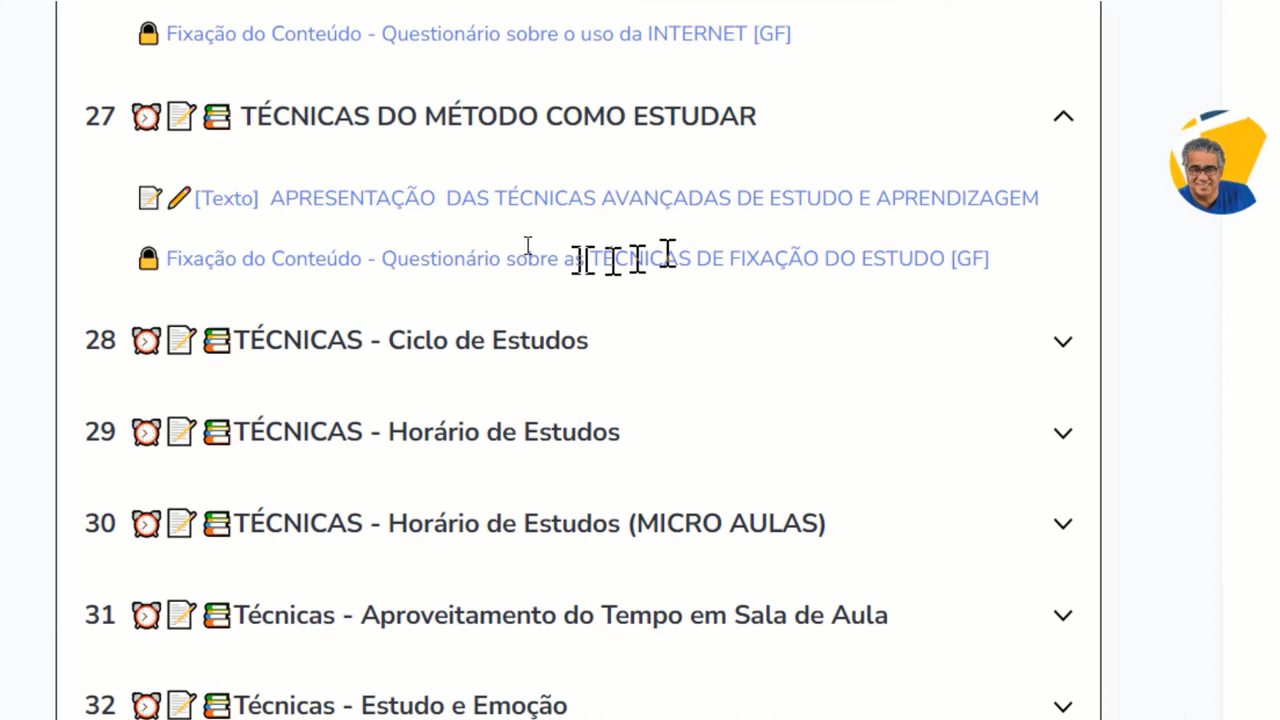 Fixação do Conteúdo - Questionário sobre o uso da INTERNET [GF]
27 TÉCNICAS DO MÉTODO COMO ESTUDAR
[Texto] APRESENTAÇÃO DAS TÉCNICAS AVANÇADAS DE ESTUDO E APRENDIZAGEM
Fixação do Conteúdo - Questionário sobre as TÉCNICAS DE FIXAÇÃO DO ESTUDO [GF]
28 TÉCNICAS - Ciclo de Estudos
29 TÉCNICAS - Horário de Estudos
30 TÉCNICAS - Horário de Estudos (MICRO AULAS)
31 Técnicas - Aproveitamento do Tempo em Sala de Aula
32 Técnicas - Estudo e Emoção